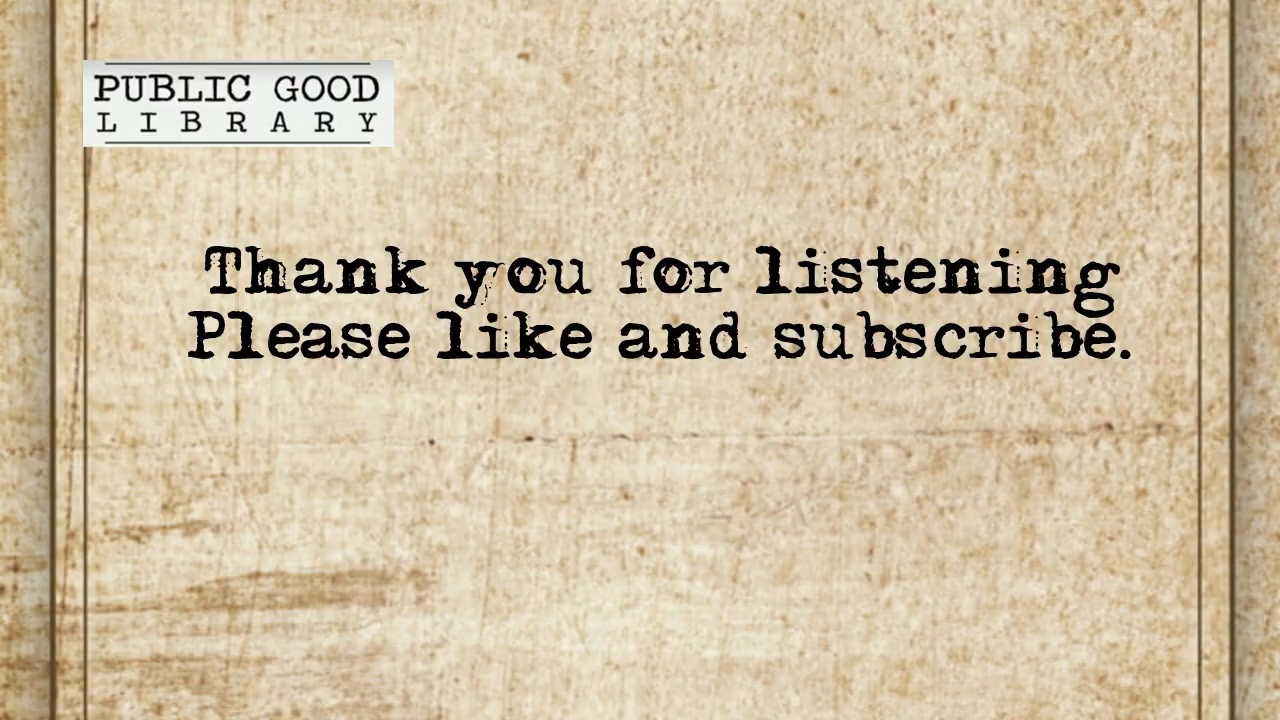 PUBLIC GOOD
LIBRARY
Thank you for listening
Please like and subscribe.